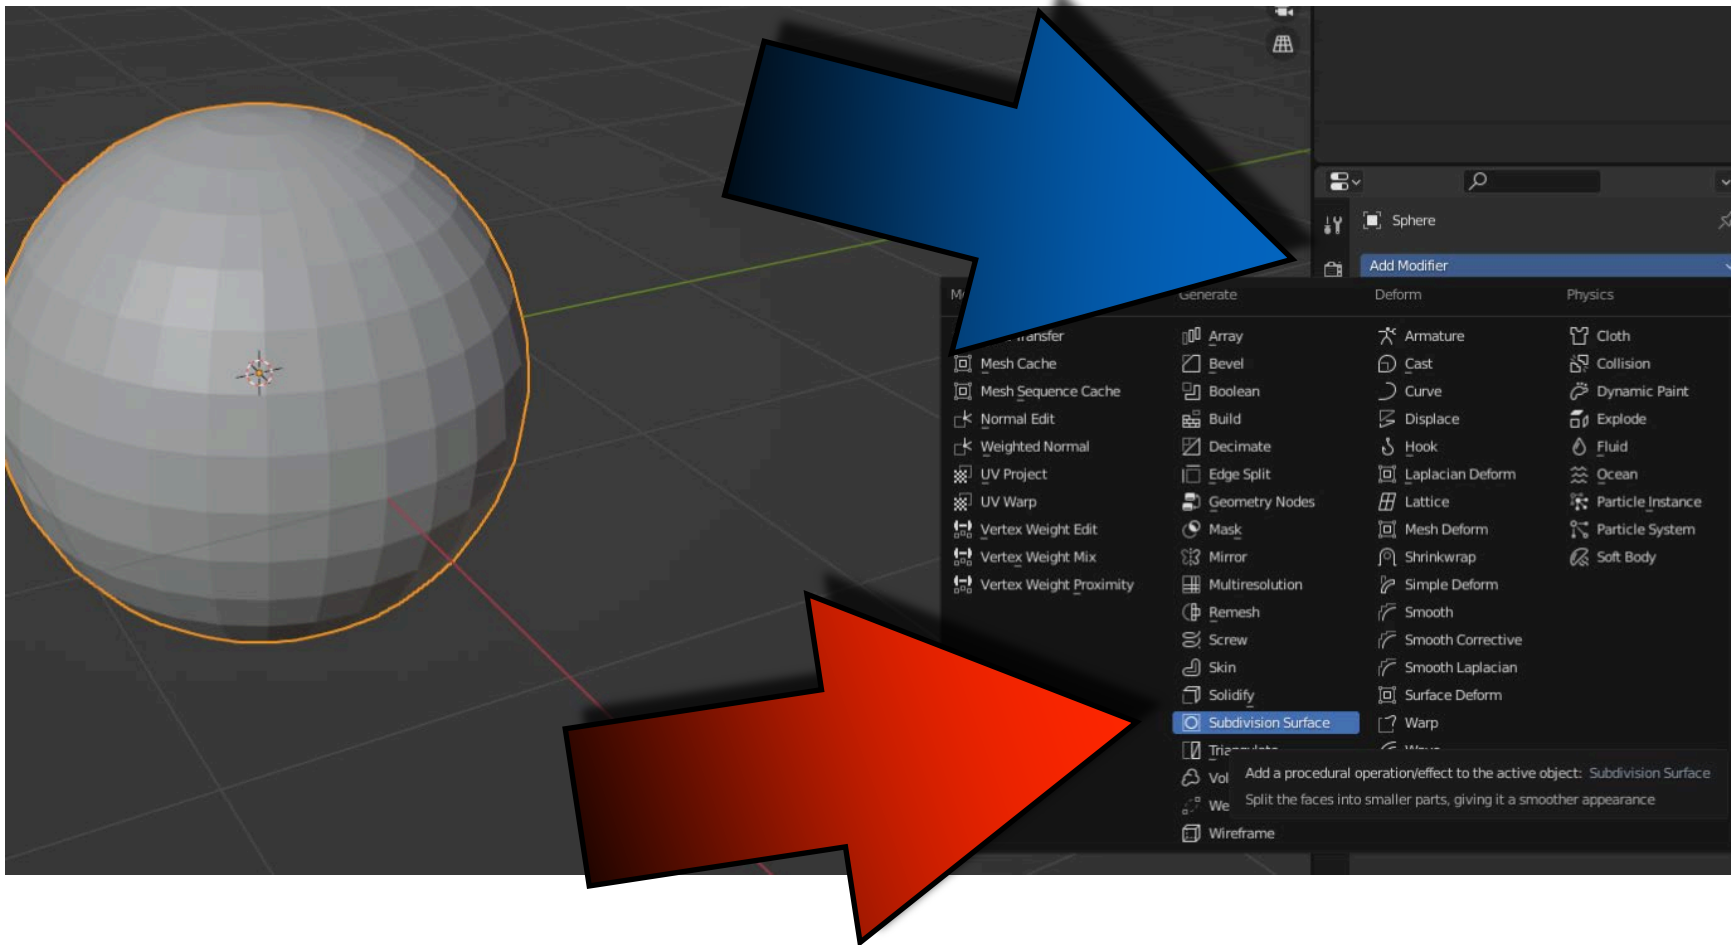 Sphere
Add Modifier
Generate
Deform
Physics
Mesh Cache
Mesh Sequence Cache
Normal Edit
Weighted Normal
UV Project
UV Warp
Vertex Weight Edit
Vertex Weight Mix
Vertex Weight Proximity
Array
Bevel
Boolean
Build
Decimate
Edge Split
Geometry Nodes
Mask
Mirror
Multiresolution
Remesh
Screw
Skin
Solidify
Subdivision Surface
Wireframe
Armature
Cast
Curve
Displace
Hook
Laplacian Deform
Lattice
Mesh Deform
Shrinkwrap
Simple Deform
Smooth
Smooth Corrective
Smooth Laplacian
Surface Deform
Warp
Cloth
Collision
Dynamic Paint
Explode
Fluid
Ocean
Particle Instance
Particle System
Soft Body
Add a procedural operation/effect to the active object: Subdivision Surface
Split the faces into smaller parts, giving it a smoother appearance